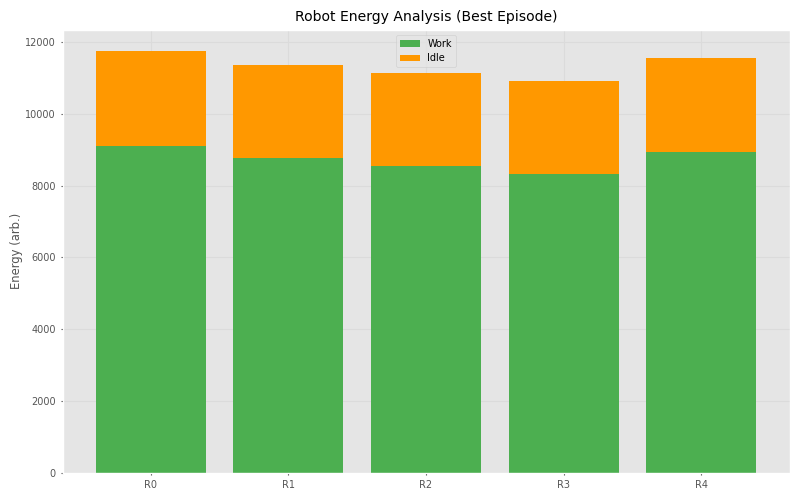 Robot Energy Analysis (Best Episode)
Work
Idle
12000
10000
8000
6000
4000
2000
0
Energy (arb.)
R0 R1 R2 R3 R4